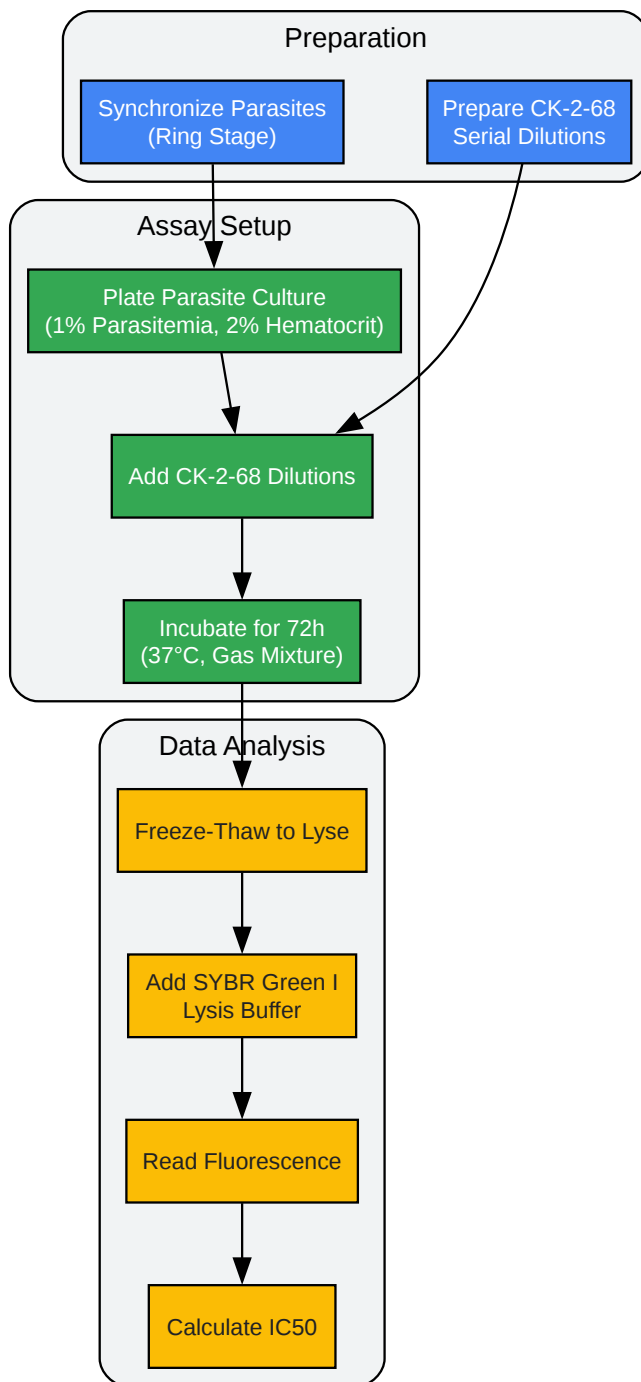 Preparation
Synchronize Parasites
(Ring Stage)
Prepare CK-2-68
Serial Dilutions
Assay Setup
Plate Parasite Culture
(1% Parasitemia, 2% Hematocrit)
Add CK-2-68 Dilutions
Incubate for 72h
(37°C, Gas Mixture)
Data Analysis
Freeze-Thaw to Lyse
Add SYBR Green I
Lysis Buffer
Read Fluorescence
Calculate IC50